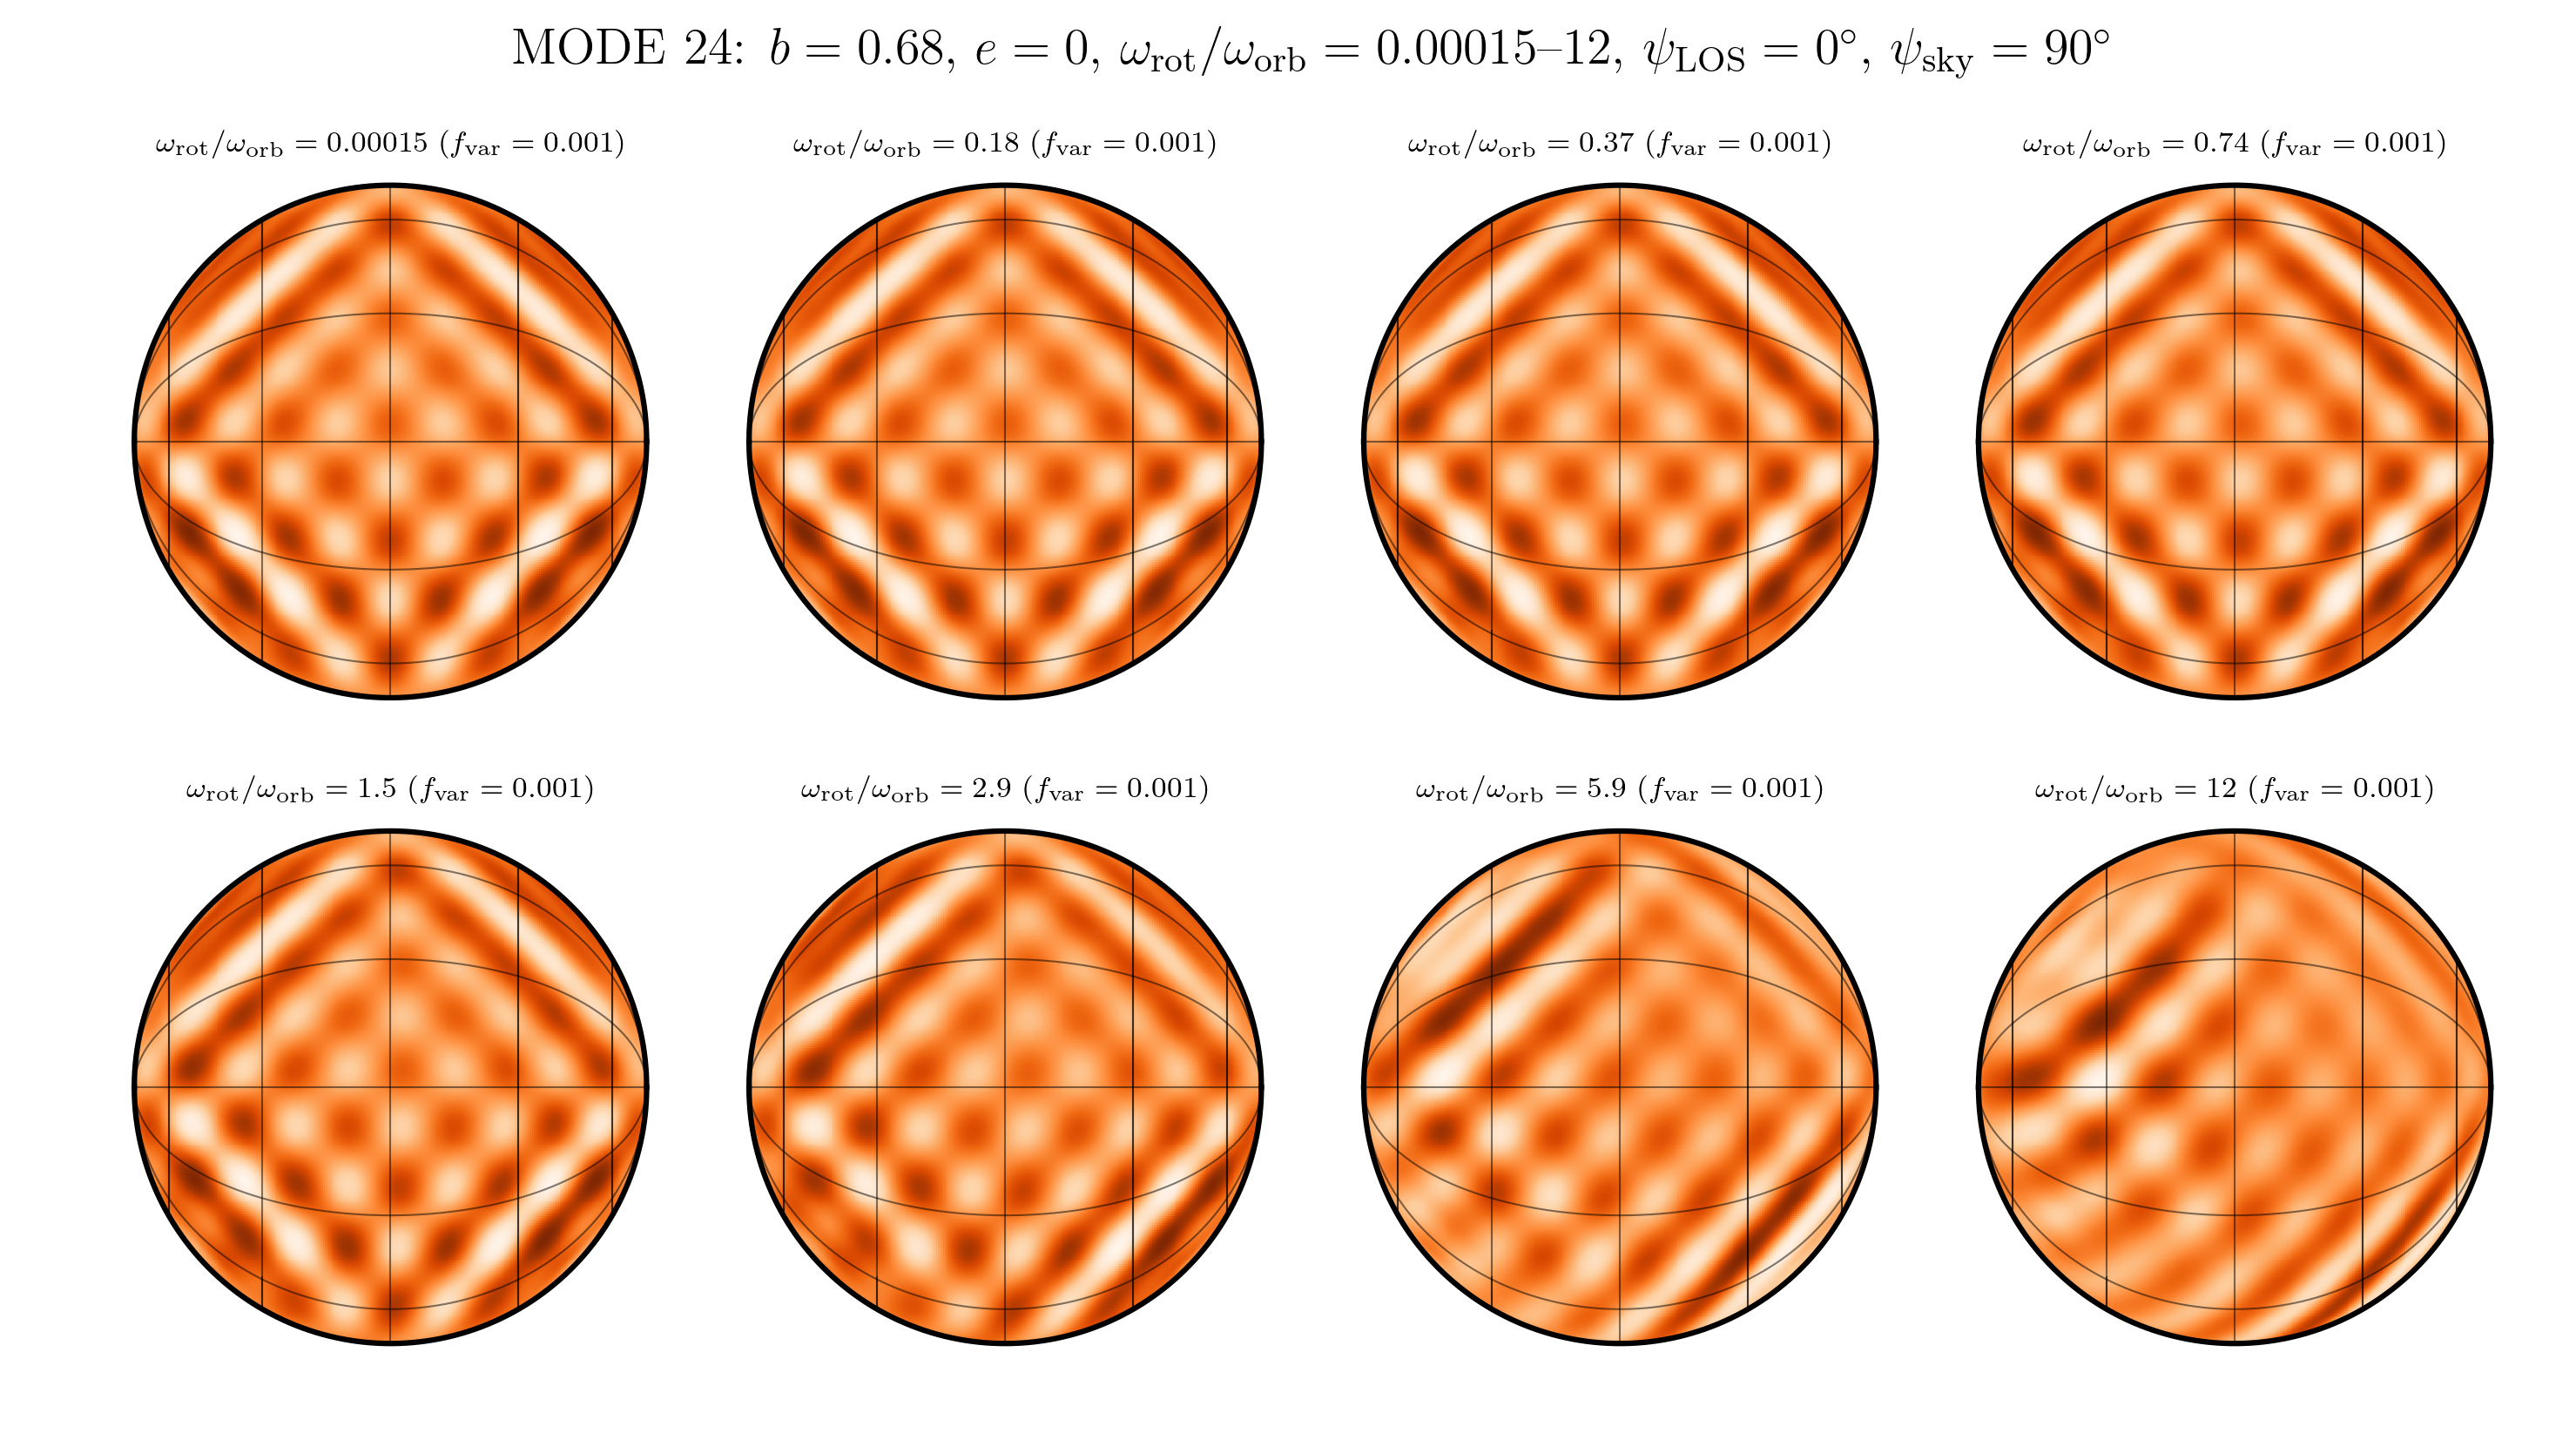 MODE 24: b = 0.68, e = 0, ω_rot/ω_orb = 0.00015–12, ψ_LOS = 0°, ψ_sky = 90°
ω_rot/ω_orb = 0.00015 (f_var = 0.001)
ω_rot/ω_orb = 0.18 (f_var = 0.001)
ω_rot/ω_orb = 0.37 (f_var = 0.001)
ω_rot/ω_orb = 0.74 (f_var = 0.001)
ω_rot/ω_orb = 1.5 (f_var = 0.001)
ω_rot/ω_orb = 2.9 (f_var = 0.001)
ω_rot/ω_orb = 5.9 (f_var = 0.001)
ω_rot/ω_orb = 12 (f_var = 0.001)